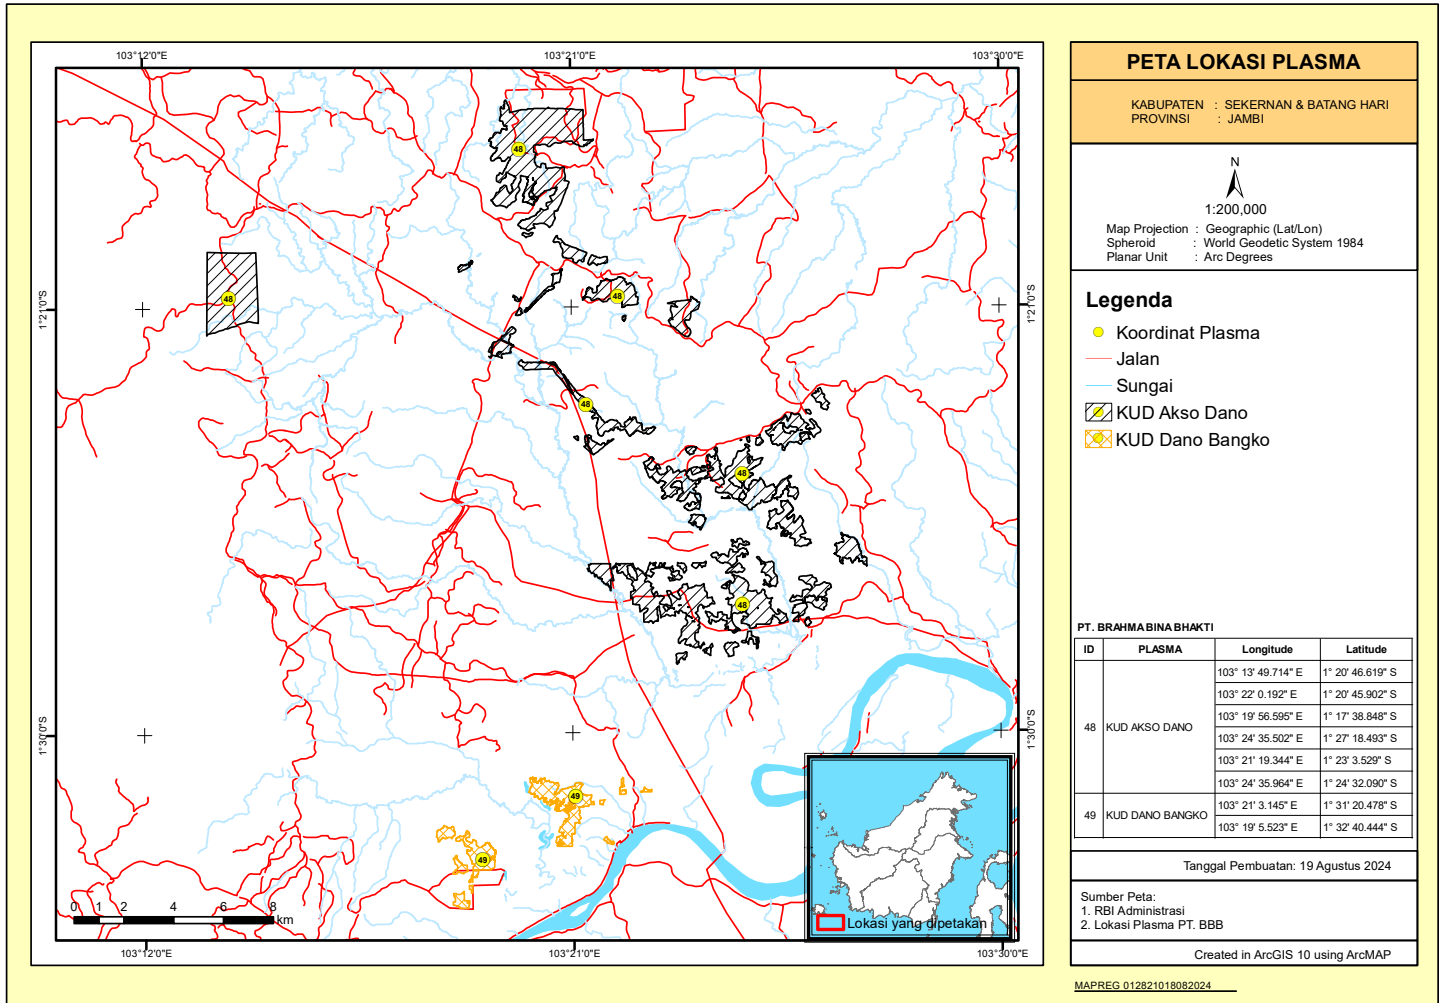 103°12'0"E
103°21'0"E
103°30'0"E
1°21'0"S
1°21'0"S
1°30'0"S
1°30'0"S
48
48
48
48
48
48
49
49
0 1 2 4 6 8
km
Lokasi yang dipetakan
103°12'0"E
103°21'0"E
103°30'0"E
PETA LOKASI PLASMA
KABUPATEN : SEKERNAN & BATANG HARI
PROVINSI : JAMBI
N
1:200,000
Map Projection : Geographic (Lat/Lon)
Spheroid : World Geodetic System 1984
Planar Unit : Arc Degrees
Legenda
Koordinat Plasma
Jalan
Sungai
KUD Akso Dano
KUD Dano Bangko
PT. BRAHMA BINA BHAKTI
ID PLASMA Longitude Latitude
48 KUD AKSO DANO
103° 13' 49.714" E 1° 20' 46.619" S
103° 22' 0.192" E 1° 20' 45.902" S
103° 19' 56.595" E 1° 17' 38.848" S
103° 24' 35.502" E 1° 27' 18.493" S
103° 21' 19.344" E 1° 23' 3.529" S
103° 24' 35.964" E 1° 24' 32.090" S
49 KUD DANO BANGKO
103° 21' 3.145" E 1° 31' 20.478" S
103° 19' 5.523" E 1° 32' 40.444" S
Tanggal Pembuatan: 19 Agustus 2024
Sumber Peta:
1. RBI Administrasi
2. Lokasi Plasma PT. BBB
Created in ArcGIS 10 using ArcMAP
MAPREG 012821018082024